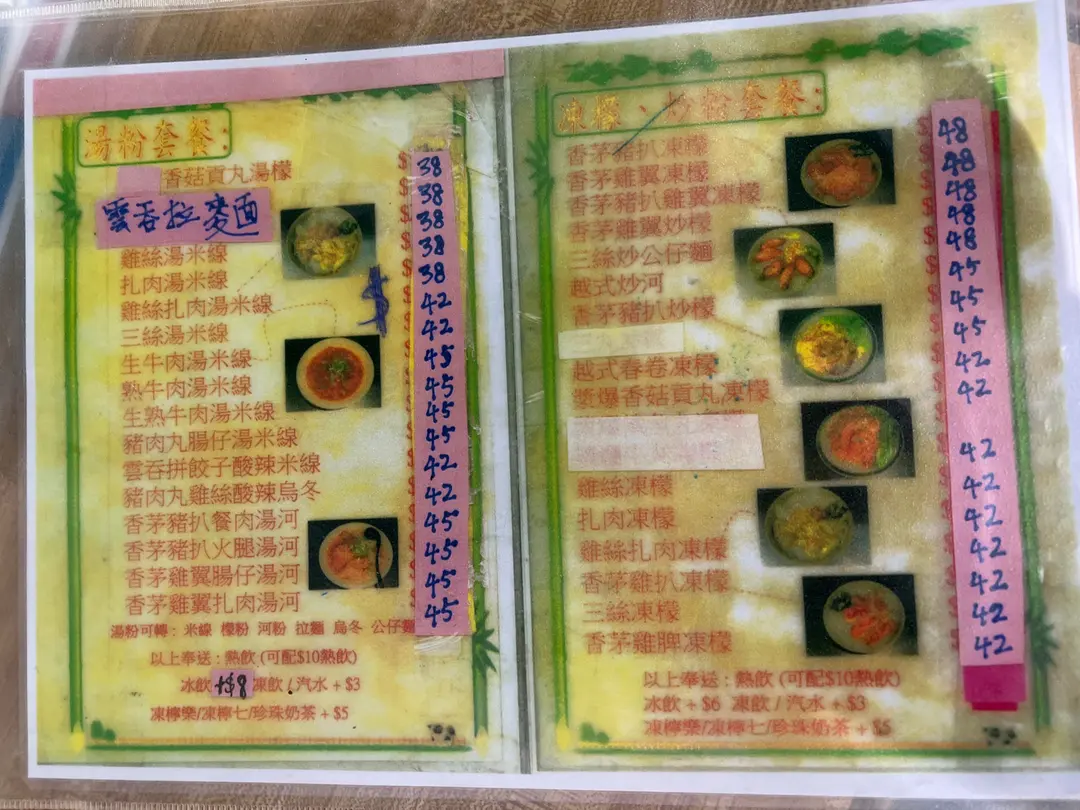 湯粉套餐:
香菇貢丸湯檬
雲吞拉麵
雞絲湯米線
扎肉湯米線
雞絲扎肉湯米線
三絲湯米線
生牛肉湯米線
熟牛肉湯米線
生熟牛肉湯米線
豬肉丸腸仔湯米線
雲吞拼餃子酸辣米線
豬肉丸雞絲酸辣烏冬
香茅豬扒餐肉湯河
香茅豬扒火腿湯河
香茅雞翼腸仔湯河
香茅雞翼扎肉湯河
$
38
38
38
38
38
42
42
45
45
45
45
42
42
45
45
45
45
湯粉可轉: 米線 檬粉 河粉 拉麵 烏冬 公仔麵
以上奉送: 熱飲 (可配$10熱飲)
冰飲+$8 凍飲 / 汽水 + $3
凍檸樂/凍檸七/珍珠奶茶 + $5
凍檬、炒粉套餐:
香茅豬扒凍檬
香茅雞翼凍檬
香茅豬扒雞翼凍檬
香茅雞翼炒檬
三絲炒公仔麵
越式炒河
香茅豬扒炒檬
越式春卷凍檬
漿爆香菇貢丸凍檬
雞絲凍檬
扎肉凍檬
雞絲扎肉凍檬
香茅雞扒凍檬
三絲凍檬
香茅雞脾凍檬
48
48
48
48
48
45
45
45
42
42
42
42
42
42
42
42
42
以上奉送: 熱飲 (可配$10熱飲)
冰飲 + $6 凍飲 / 汽水 + $3
凍檸樂/凍檸七/珍珠奶茶 + $5